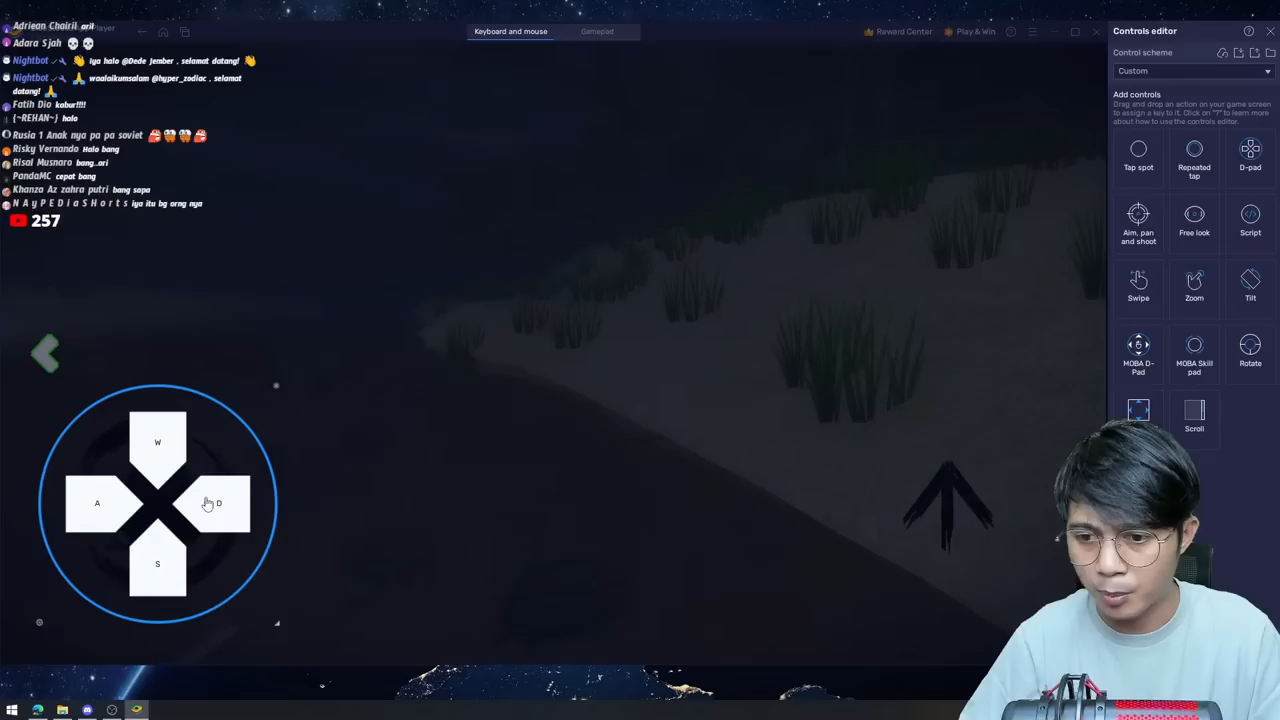 Adriean Chairil aril
Player
Adara Sjah 💀💀
Nightbot 👋 Iya halo @Dede Jember , selamat datang! 👋
Nightbot 🙏 waalaikumsalam @hyper_zodiac , selamat
datang! 🙏
Fatih Dio kabur!!!!
(~REHAN~) halo
Rusia 1 Anak nya pa pa soviet
Risky Vernando Halo bang
Risal Musnaro bang..ari
PandaMC cepat bang
Khanza Az zahra putri bang sapa
N A y P E D i a S h o r t s iya itu bg orng nya
257
Keyboard and mouse
Gamepad
Reward Center
Play & Win
Controls editor
Control scheme
Custom
Add controls
Drag and drop an action on your game screen
to assign a key to it. Click on "?" to learn more
about how to use the controls editor.
Tap spot
Repeated
tap
D-pad
Aim, pan
and shoot
Free look
Script
Swipe
Zoom
Tilt
MOBA D-
Pad
MOBA Skill
pad
Rotate
Scroll
W
A
D
S